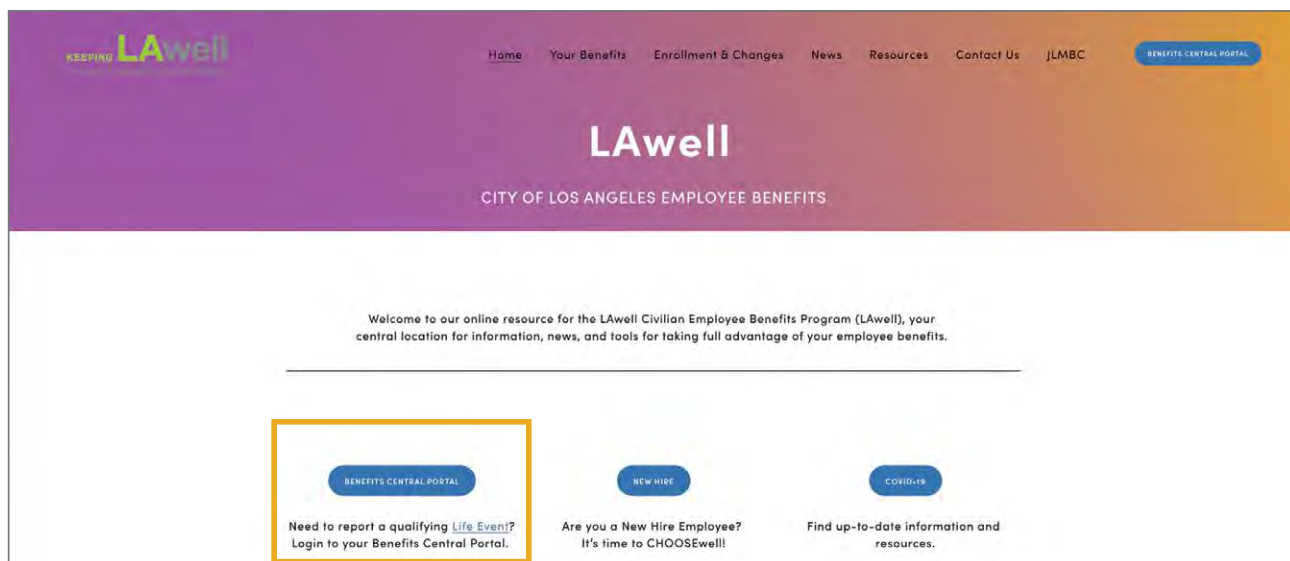 KEEPING LAwell
Home Your Benefits Enrollment & Changes News Resources Contact Us JLMBC BENEFITS CENTRAL PORTAL
LAwell
CITY OF LOS ANGELES EMPLOYEE BENEFITS
Welcome to our online resource for the LAwell Civilian Employee Benefits Program (LAwell), your
central location for information, news, and tools for taking full advantage of your employee benefits.
BENEFITS CENTRAL PORTAL
Need to report a qualifying Life Event?
Login to your Benefits Central Portal.
NEW HIRE
Are you a New Hire Employee?
It's time to CHOOSEwell!
COVID-19
Find up-to-date information and
resources.